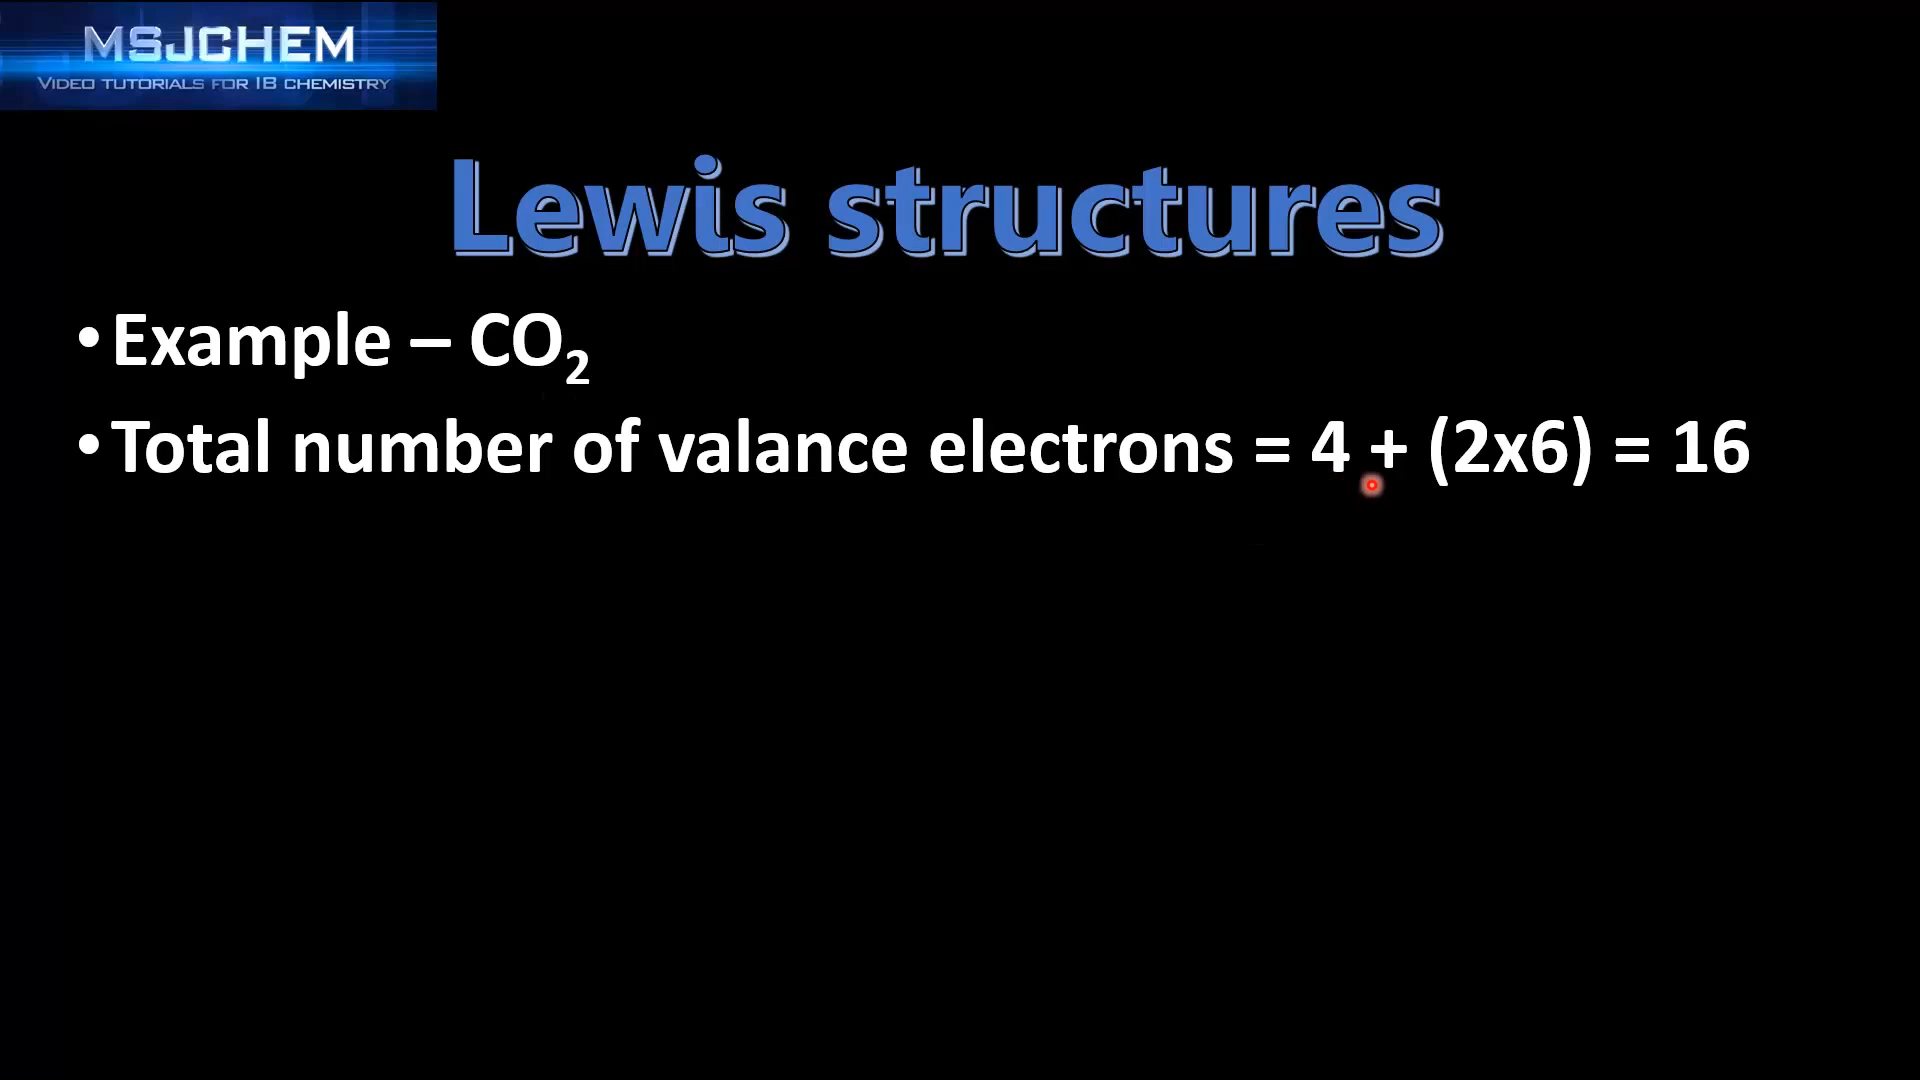 MSJCHEM
VIDEO TUTORIALS FOR IB CHEMISTRY
Lewis structures
•Example – CO₂
•Total number of valance electrons = 4 + (2x6) = 16